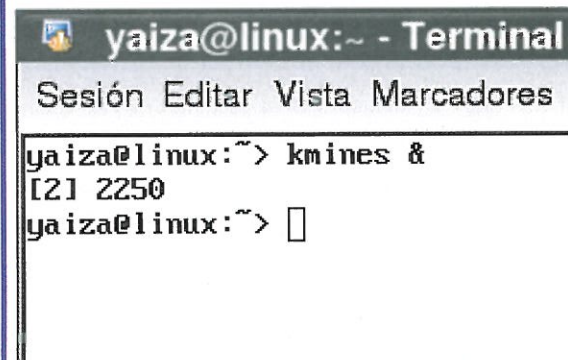 yaiza@linux:~ - Terminal
Sesión Editar Vista Marcadores
yaiza@linux:~> kmines &
[2] 2250
yaiza@linux:~>